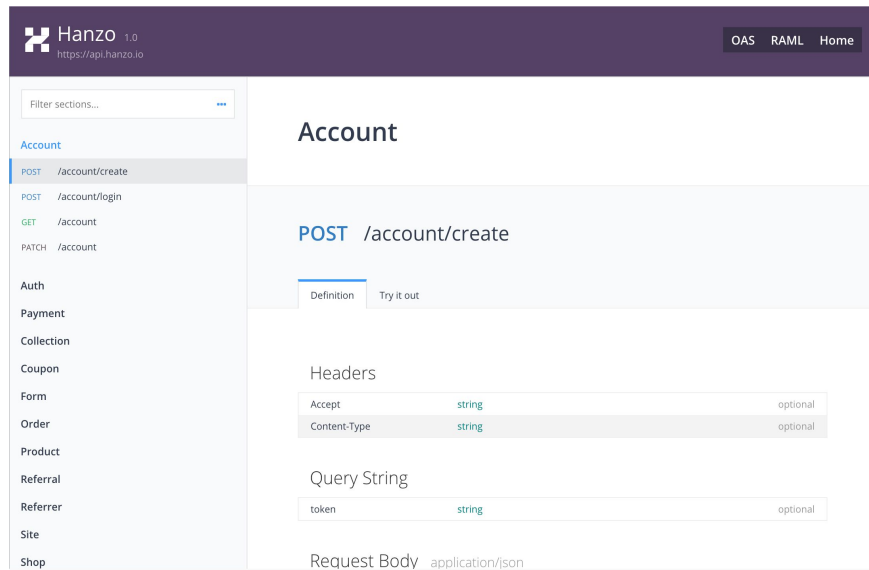 Hanzo 1.0
https://api.hanzo.io
OAS RAML Home
Filter sections...
Account
POST /account/create
POST /account/login
GET /account
PATCH /account
Auth
Payment
Collection
Coupon
Form
Order
Product
Referral
Referrer
Site
Shop
Account
POST /account/create
Definition Try it out
Headers
Accept string optional
Content-Type string optional
Query String
token string optional
Request Body application/json